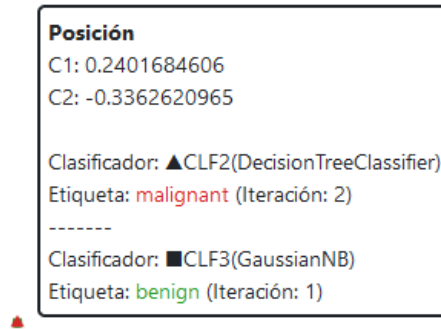 Posición
C1: 0.2401684606
C2: -0.3362620965
Clasificador: ▲CLF2(DecisionTreeClassifier)
Etiqueta: malignant (Iteración: 2)
-------
Clasificador: ■CLF3(GaussianNB)
Etiqueta: benign (Iteración: 1)